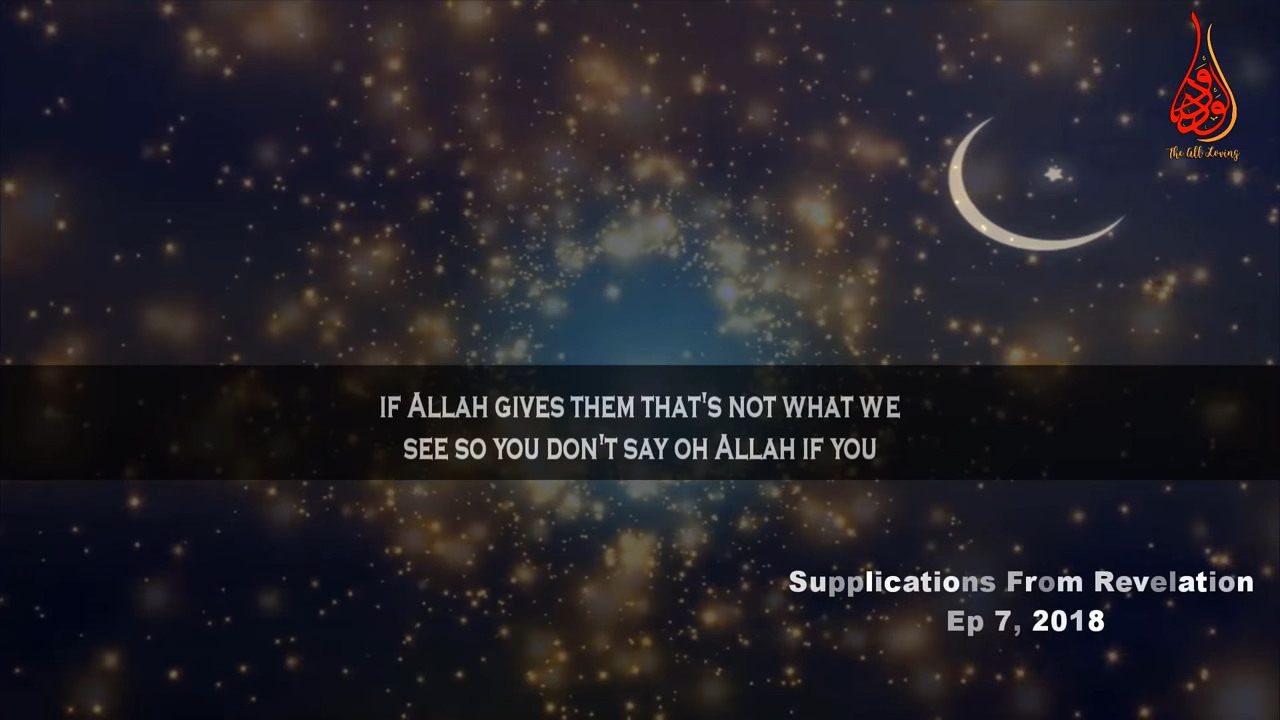 الودود
The All Loving
IF ALLAH GIVES THEM THAT'S NOT WHAT WE
SEE SO YOU DON'T SAY OH ALLAH IF YOU
Supplications From Revelation
Ep 7, 2018